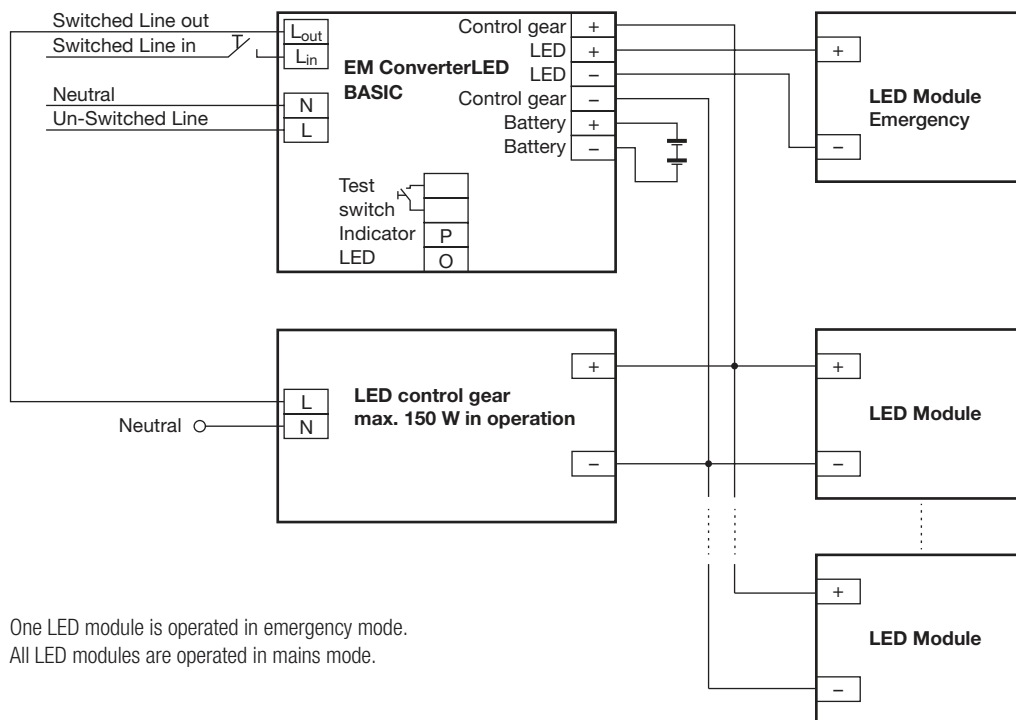 Switched Line out
Switched Line in
Neutral
Un-Switched Line
Lout
Lin
N
L
EM ConverterLED
BASIC
Control gear +
LED +
LED –
Control gear –
Battery +
Battery –
Test
switch
Indicator P
LED O
+
–
LED Module
Emergency
L
N
Neutral
LED control gear
max. 150 W in operation
+
–
+
–
LED Module
+
–
LED Module
One LED module is operated in emergency mode.
All LED modules are operated in mains mode.